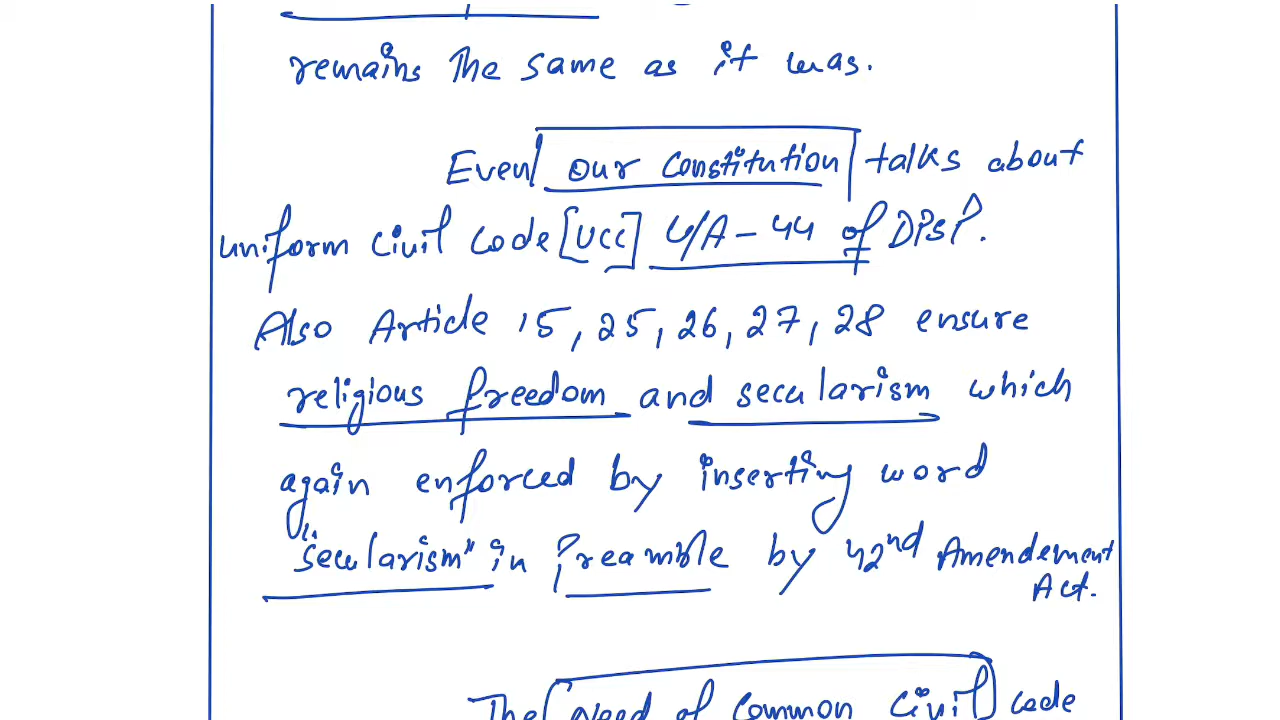 remains the same as it was.
Even our constitution talks about
uniform civil code [UCC] u/A - 44 of DPSP.
Also Article 15, 25, 26, 27, 28 ensure
religious freedom and secularism which
again enforced by inserting word
"secularism" in Preamble by 42nd Amendement
Act.
The need of common civil code